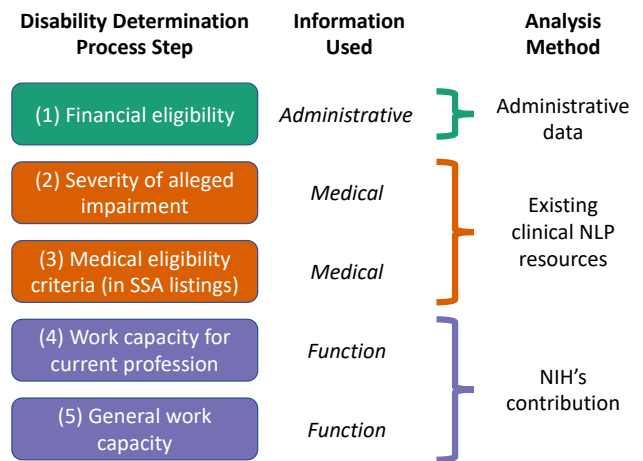 Disability Determination
Process Step
Information
Used
Analysis
Method
(1) Financial eligibility
Administrative
Administrative
data
(2) Severity of alleged
impairment
Medical
Existing
clinical NLP
resources
(3) Medical eligibility
criteria (in SSA listings)
Medical
(4) Work capacity for
current profession
Function
NIH's
contribution
(5) General work
capacity
Function